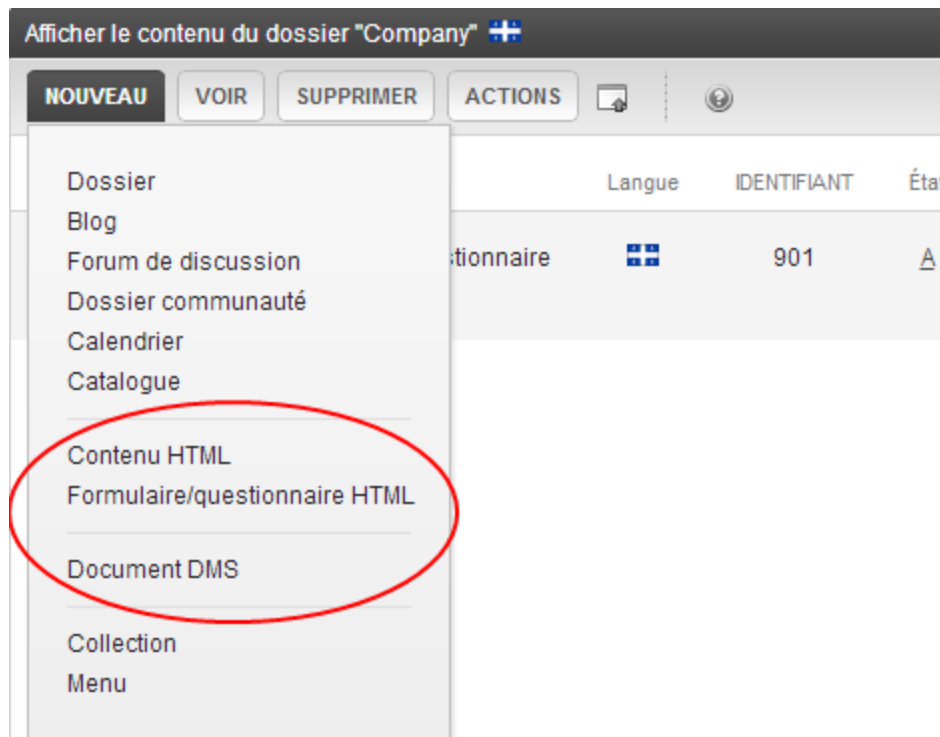 Afficher le contenu du dossier "Company"
NOUVEAU VOIR SUPPRIMER ACTIONS
Langue IDENTIFIANT
901 A
Dossier
Blog
Forum de discussion
Dossier communauté
Calendrier
Catalogue
Contenu HTML
Formulaire/questionnaire HTML
Document DMS
Collection
Menu